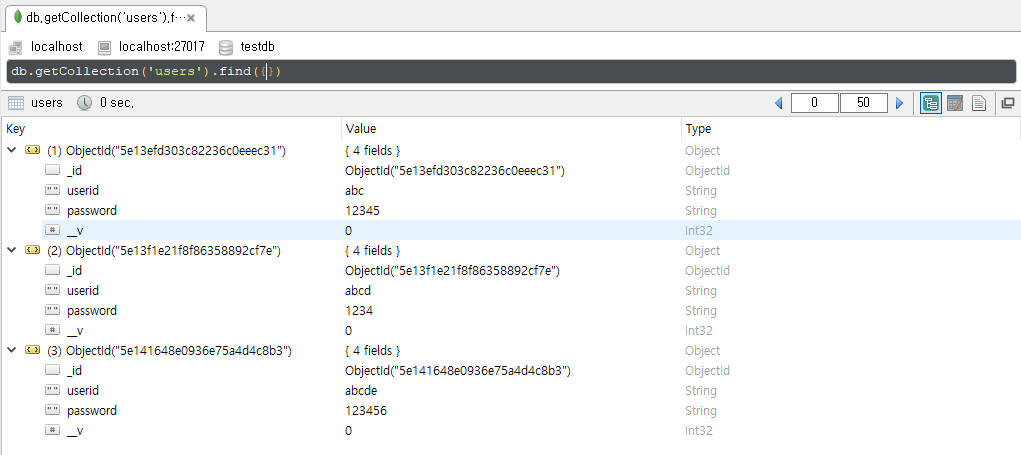 db.getCollection('users').f…
localhost localhost:27017 testdb
db.getCollection('users').find({})
users 0 sec. 0 50
Key Value Type
(1) ObjectId("5e13efd303c82236c0eeec31") { 4 fields } Object
_id ObjectId("5e13efd303c82236c0eeec31") ObjectId
userid abc String
password 12345 String
__v 0 Int32
(2) ObjectId("5e13f1e21f8f86358892cf7e") { 4 fields } Object
_id ObjectId("5e13f1e21f8f86358892cf7e") ObjectId
userid abcd String
password 1234 String
__v 0 Int32
(3) ObjectId("5e141648e0936e75a4d4c8b3") { 4 fields } Object
_id ObjectId("5e141648e0936e75a4d4c8b3") ObjectId
userid abcde String
password 123456 String
__v 0 Int32